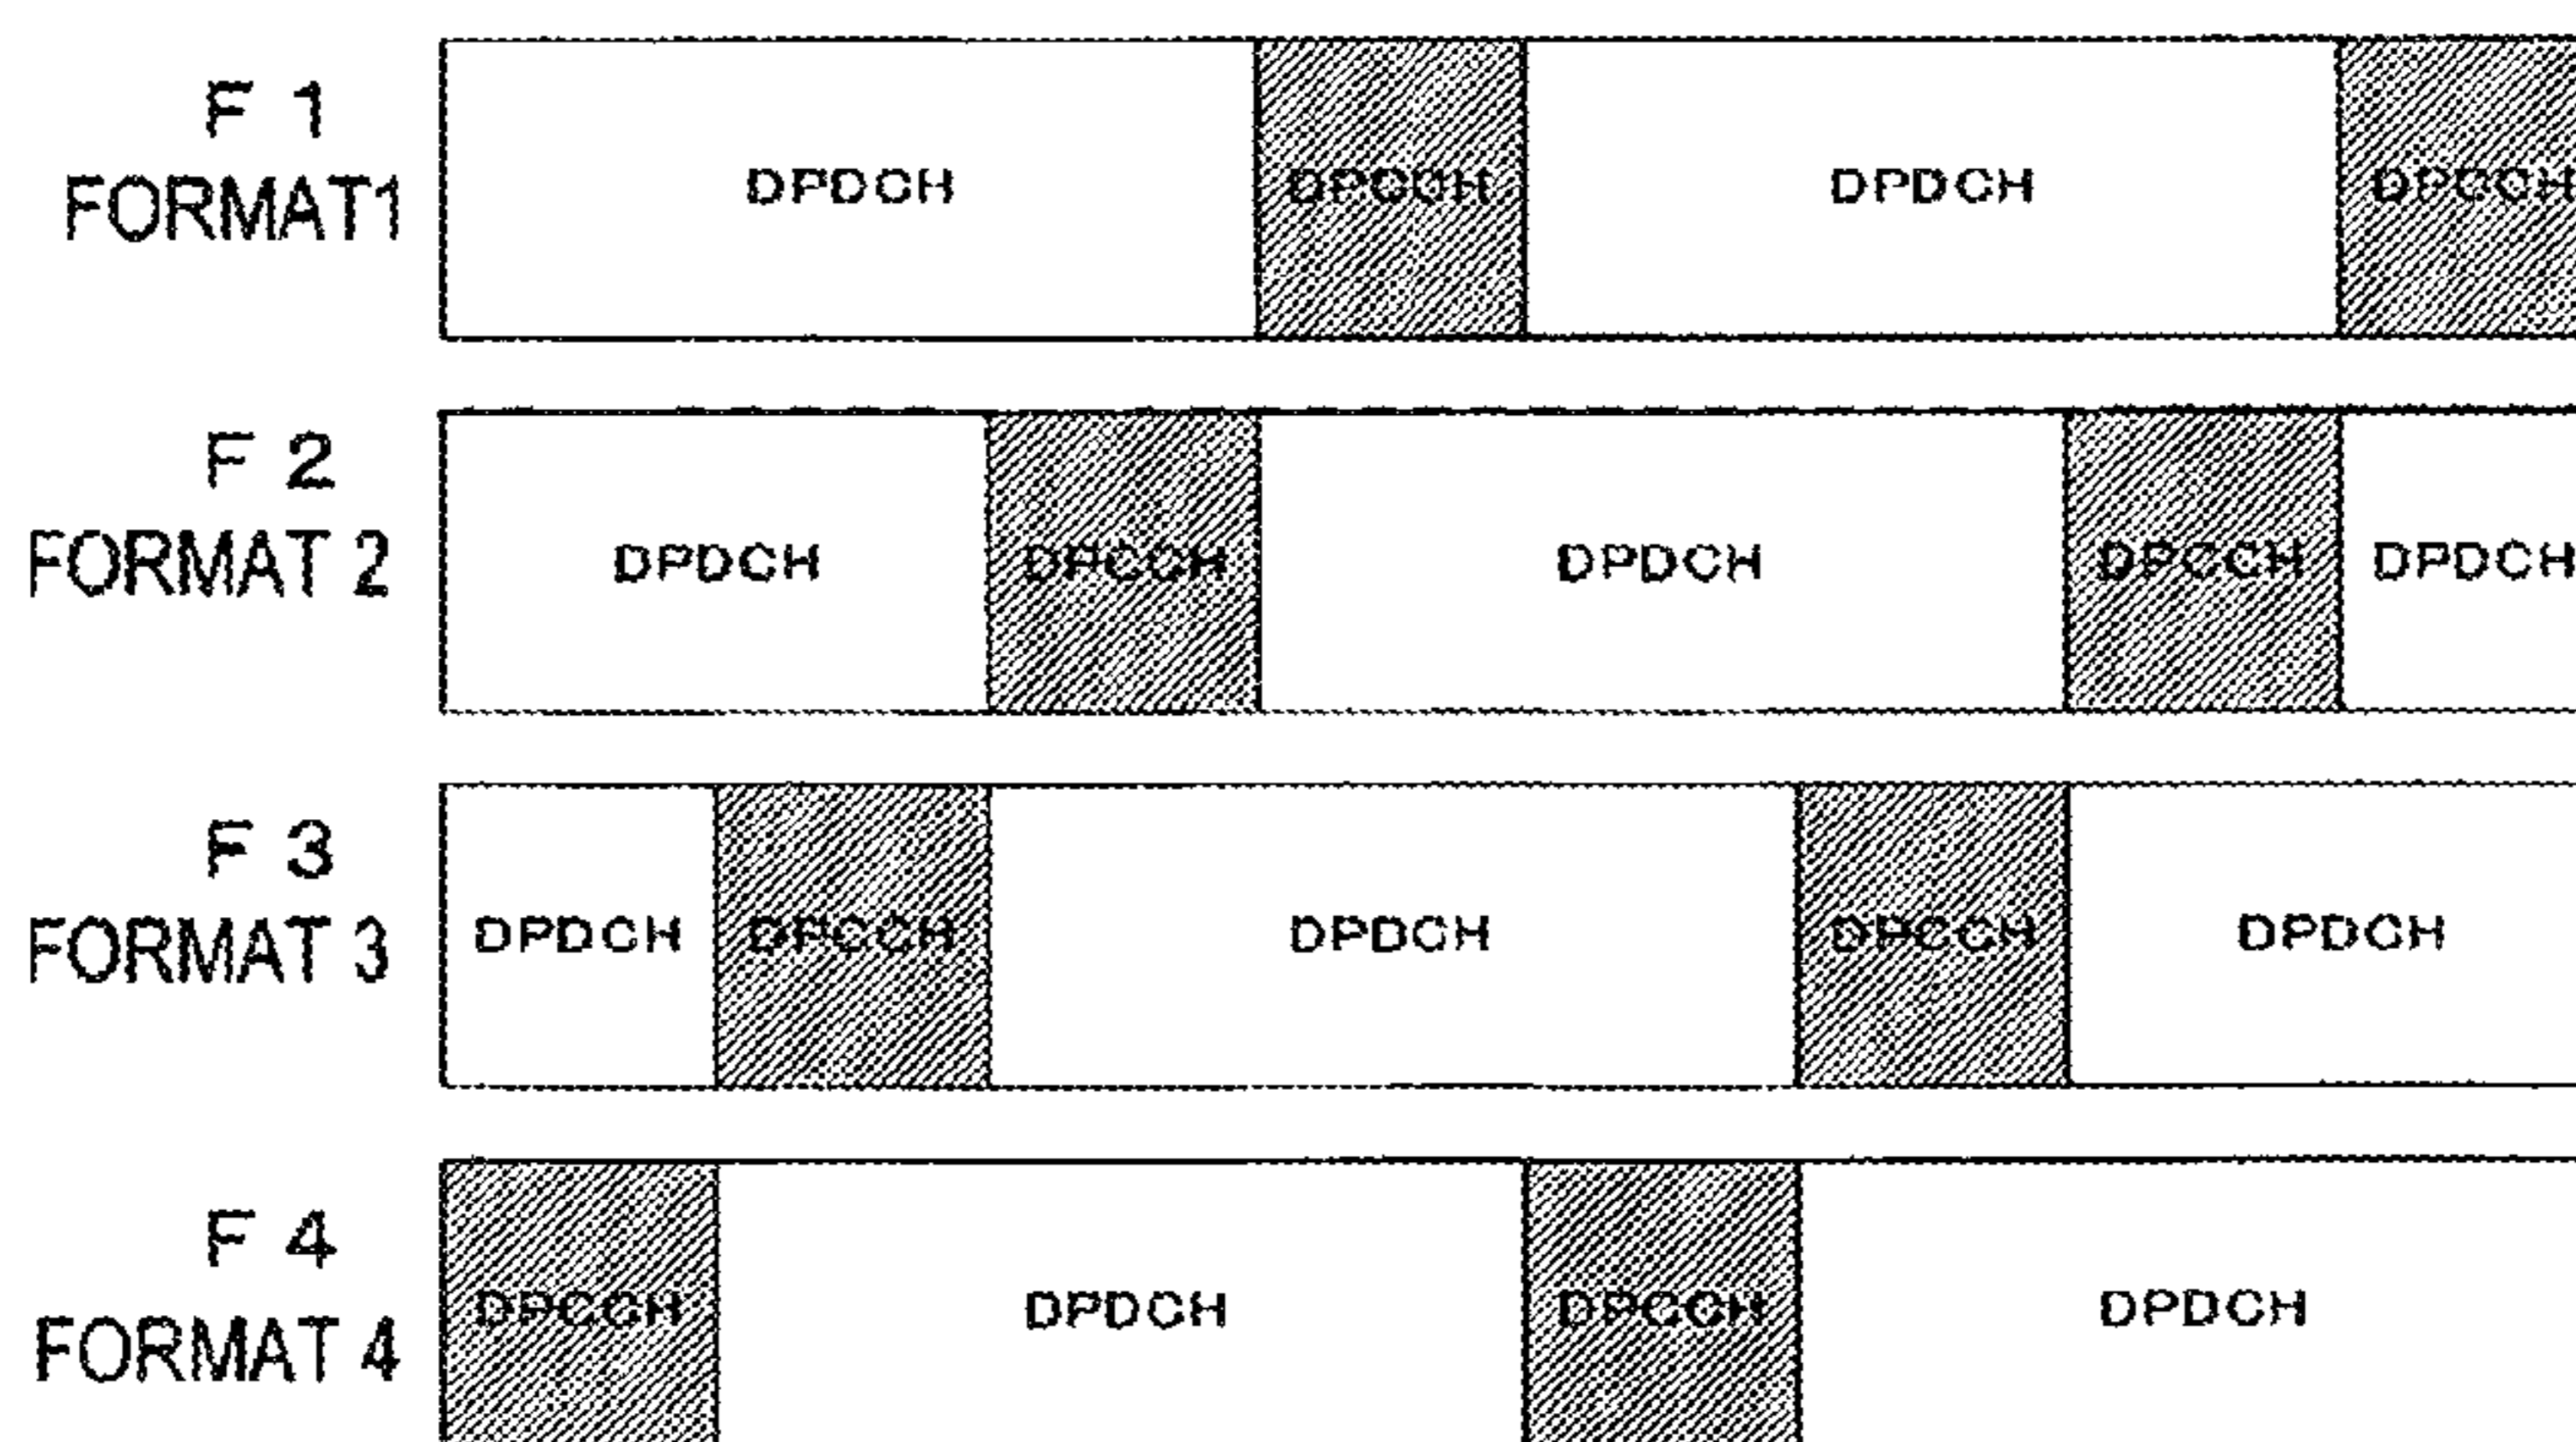 F 1
FORMAT1
DPDCH DPCCH DPDCH DPCCH
F 2
FORMAT 2
DPDCH DPCCH DPDCH DPCCH DPDCH
F 3
FORMAT 3
DPDCH DPCCH DPDCH DPCCH DPDCH
F 4
FORMAT 4
DPCCH DPDCH DPCCH DPDCH